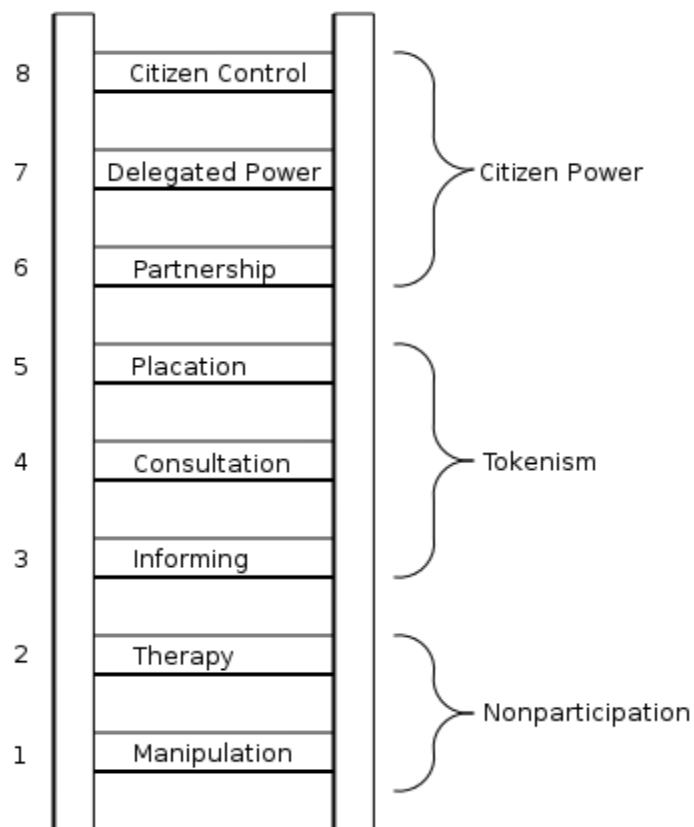 8 Citizen Control
7 Delegated Power
Citizen Power
6 Partnership
5 Placation
4 Consultation
Tokenism
3 Informing
2 Therapy
Nonparticipation
1 Manipulation